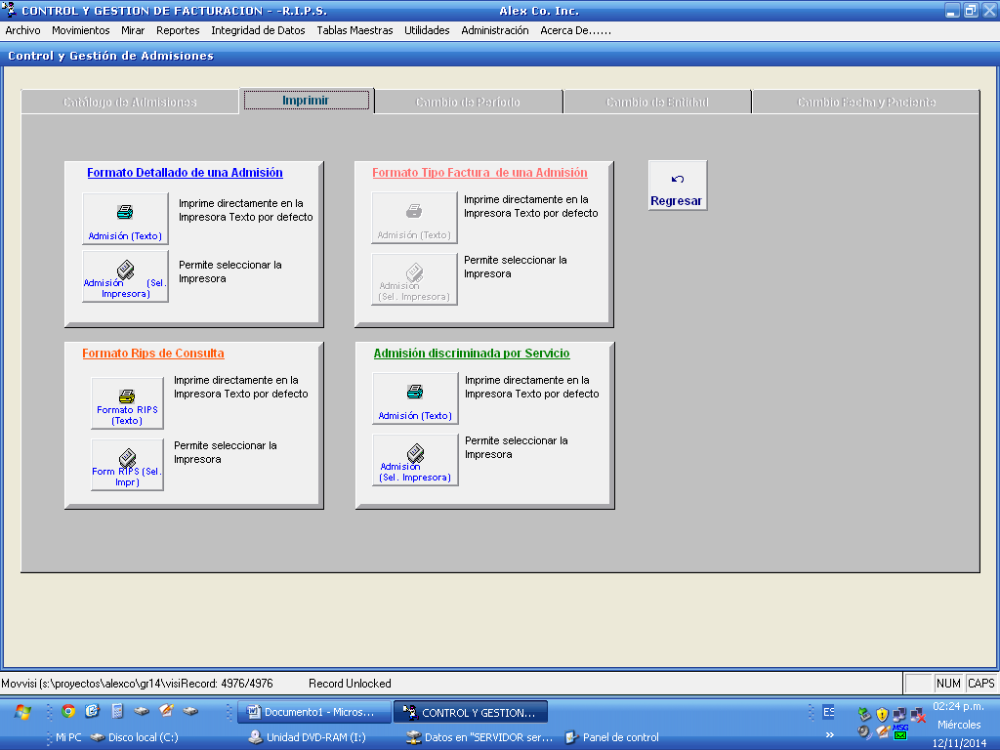 CONTROL Y GESTION DE FACTURACION - -R.I.P.S. Alex Co. Inc.
Archivo Movimientos Mirar Reportes Integridad de Datos Tablas Maestras Utilidades Administración Acerca De......
Control y Gestión de Admisiones
Catálogo de Admisiones Imprimir Cambio de Período Cambio de Entidad Cambio Fecha y Paciente
Formato Detallado de una Admisión
Imprime directamente en la
Impresora Texto por defecto
Admisión (Texto)
Permite seleccionar la
Impresora
Admisión (Sel.
Impresora)
Formato Tipo Factura de una Admisión
Imprime directamente en la
Impresora Texto por defecto
Admisión (Texto)
Permite seleccionar la
Impresora
Admisión
(Sel. Impresora)
Regresar
Formato Rips de Consulta
Imprime directamente en la
Impresora Texto por defecto
Formato RIPS
(Texto)
Permite seleccionar la
Impresora
Form RIPS (Sel.
Impr)
Admisión discriminada por Servicio
Imprime directamente en la
Impresora Texto por defecto
Admisión (Texto)
Permite seleccionar la
Impresora
Admisión
(Sel. Impresora)
Movvisi (s:\proyectos\alexco\gr14\visiRecord: 4976/4976 Record Unlocked NUM CAPS
Documento1 - Micros... CONTROL Y GESTION... ES 02:24 p.m.
Miércoles
MSG
Mi PC Disco local (C:) Unidad DVD-RAM (I:) Datos en "SERVIDOR ser... Panel de control »
12/11/2014